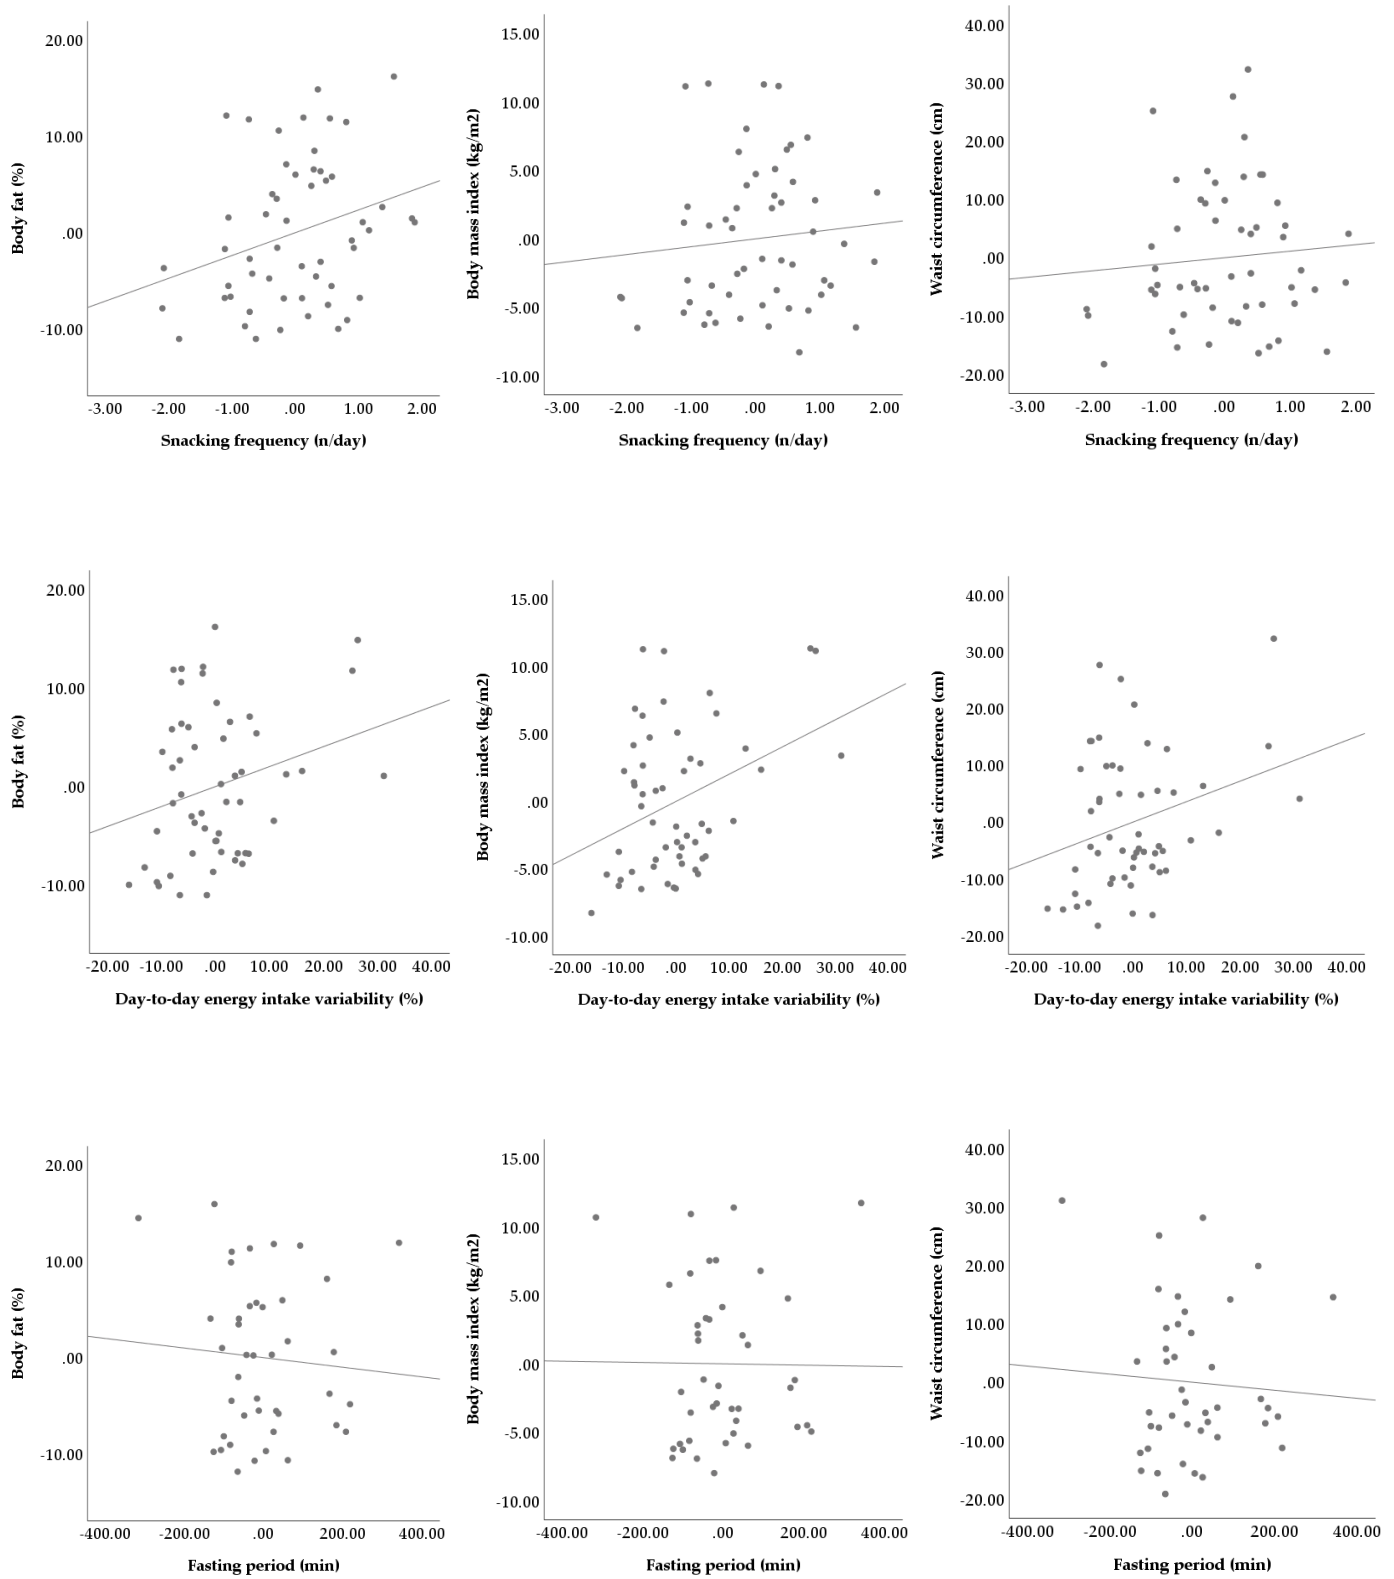 20.00
10.00
.00
-10.00
Body fat (%)
-3.00 -2.00 -1.00 .00 1.00 2.00
Snacking frequency (n/day)
15.00
10.00
5.00
.00
-5.00
-10.00
Body mass index (kg/m2)
-3.00 -2.00 -1.00 .00 1.00 2.00
Snacking frequency (n/day)
40.00
30.00
20.00
10.00
.00
-10.00
-20.00
Waist circumference (cm)
-3.00 -2.00 -1.00 .00 1.00 2.00
Snacking frequency (n/day)
20.00
10.00
.00
-10.00
Body fat (%)
-20.00 -10.00 .00 10.00 20.00 30.00 40.00
Day-to-day energy intake variability (%)
15.00
10.00
5.00
.00
-5.00
-10.00
Body mass index (kg/m2)
-20.00 -10.00 .00 10.00 20.00 30.00 40.00
Day-to-day energy intake variability (%)
40.00
30.00
20.00
10.00
.00
-10.00
-20.00
Waist circumference (cm)
-20.00 -10.00 .00 10.00 20.00 30.00 40.00
Day-to-day energy intake variability (%)
20.00
10.00
.00
-10.00
Body fat (%)
-400.00 -200.00 .00 200.00 400.00
Fasting period (min)
15.00
10.00
5.00
.00
-5.00
-10.00
Body mass index (kg/m2)
-400.00 -200.00 .00 200.00 400.00
Fasting period (min)
40.00
30.00
20.00
10.00
.00
-10.00
-20.00
Waist circumference (cm)
-400.00 -200.00 .00 200.00 400.00
Fasting period (min)